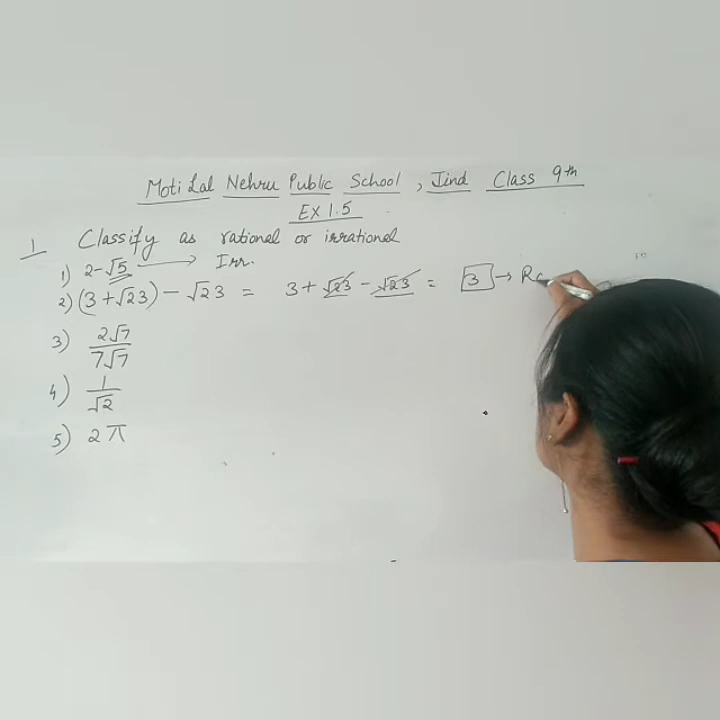 Moti Lal Nehru Public School, Jind Class 9th
EX 1.5
1 Classify as rational or irrational
1) 2-√5 → Irr.
2) (3+√23) - √23 = 3+√23 - √23 = 3 → Ra
3) 2√7
7√7
4) 1
√2
5) 2π